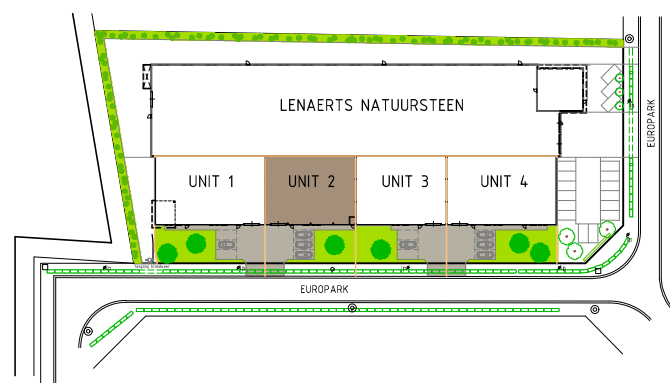 LENAERTS NATUURSTEEN
EUROPARK
UNIT 1
UNIT 2
UNIT 3
UNIT 4
EUROPARK